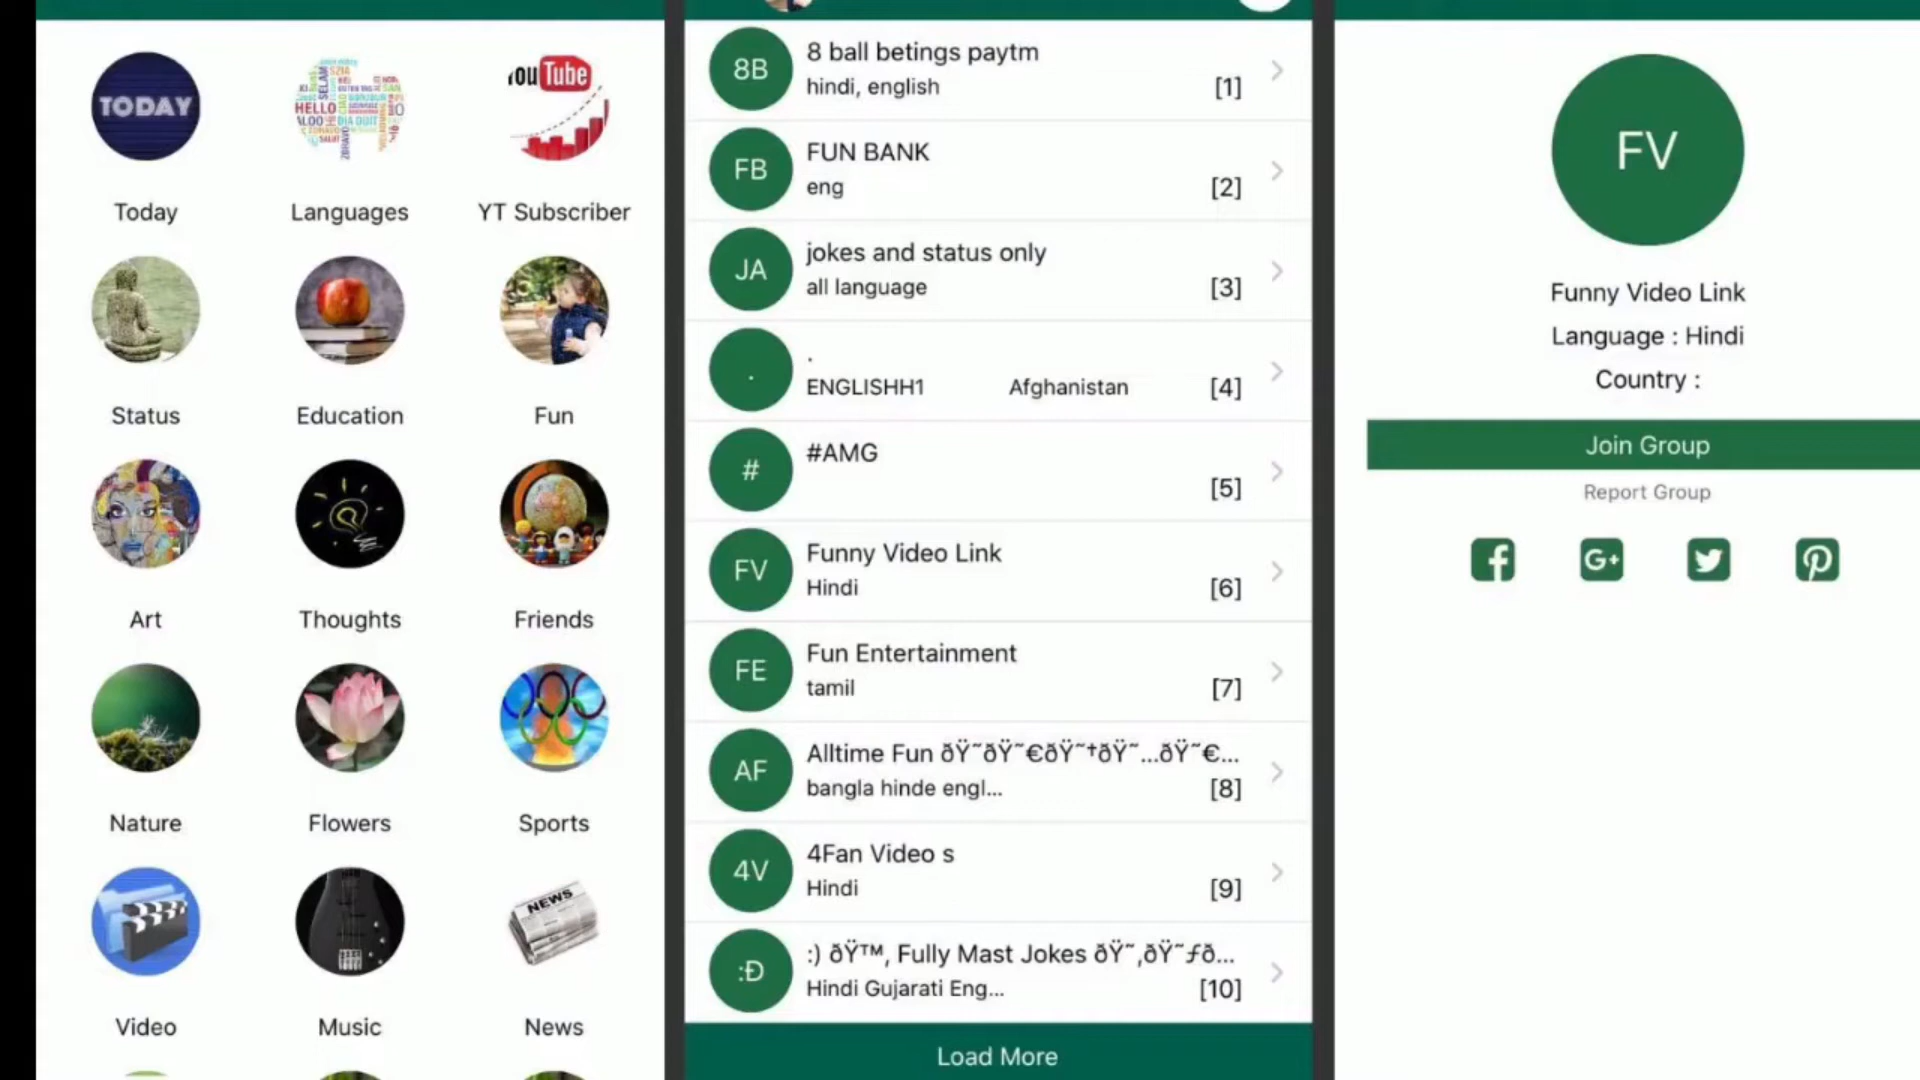 TODAY
HELLO
YouTube
Today
Languages
YT Subscriber
Status
Education
Fun
Art
Thoughts
Friends
Nature
Flowers
Sports
NEWS
Video
Music
News
8B
8 ball betings paytm
hindi, english
[1]
FB
FUN BANK
eng
[2]
JA
jokes and status only
all language
[3]
.
.
ENGLISHH1 Afghanistan
[4]
#
#AMG
[5]
FV
Funny Video Link
Hindi
[6]
FE
Fun Entertainment
tamil
[7]
AF
Alltime Fun ðŸ˜ðŸ˜€ðŸ˜†ðŸ˜…ðŸ˜€...
bangla hinde engl...
[8]
4V
4Fan Video s
Hindi
[9]
:Ð
:) ðŸ™‚ Fully Mast Jokes ðŸ˜‚ðŸ˜ƒð...
Hindi Gujarati Eng...
[10]
Load More
FV
Funny Video Link
Language : Hindi
Country :
Join Group
Report Group
G+